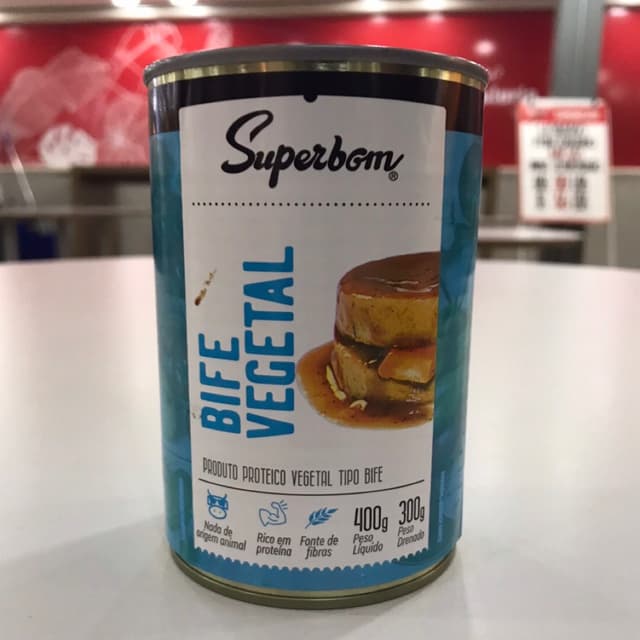 Superbom®
BIFE
VEGETAL
PRODUTO PROTEICO VEGETAL TIPO BIFE
Nada de
origem animal
Rico em
proteína
Fonte de
fibras
400g
Peso
Líquido
300g
Peso
Drenado